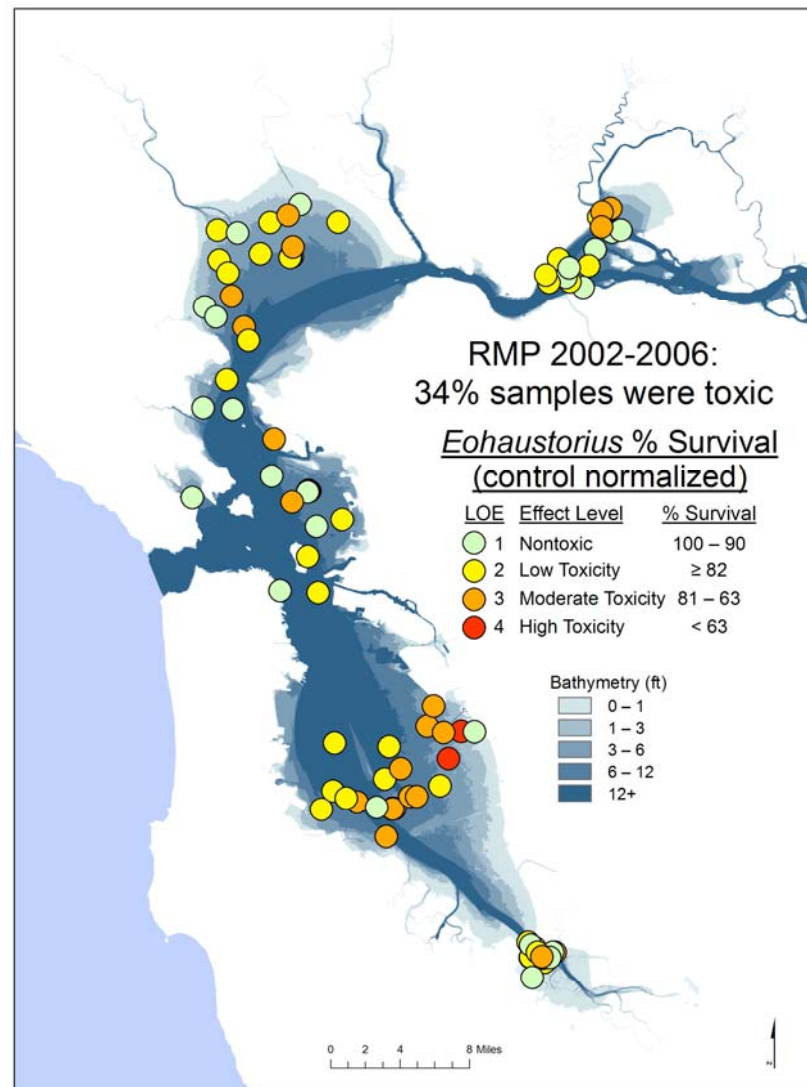 RMP 2002-2006:
34% samples were toxic
Eohaustorius % Survival
(control normalized)
LOE Effect Level % Survival
1 Nontoxic 100 – 90
2 Low Toxicity ≥ 82
3 Moderate Toxicity 81 – 63
4 High Toxicity < 63
Bathymetry (ft)
0 – 1
1 – 3
3 – 6
6 – 12
12+
0 2 4 8 Miles
N